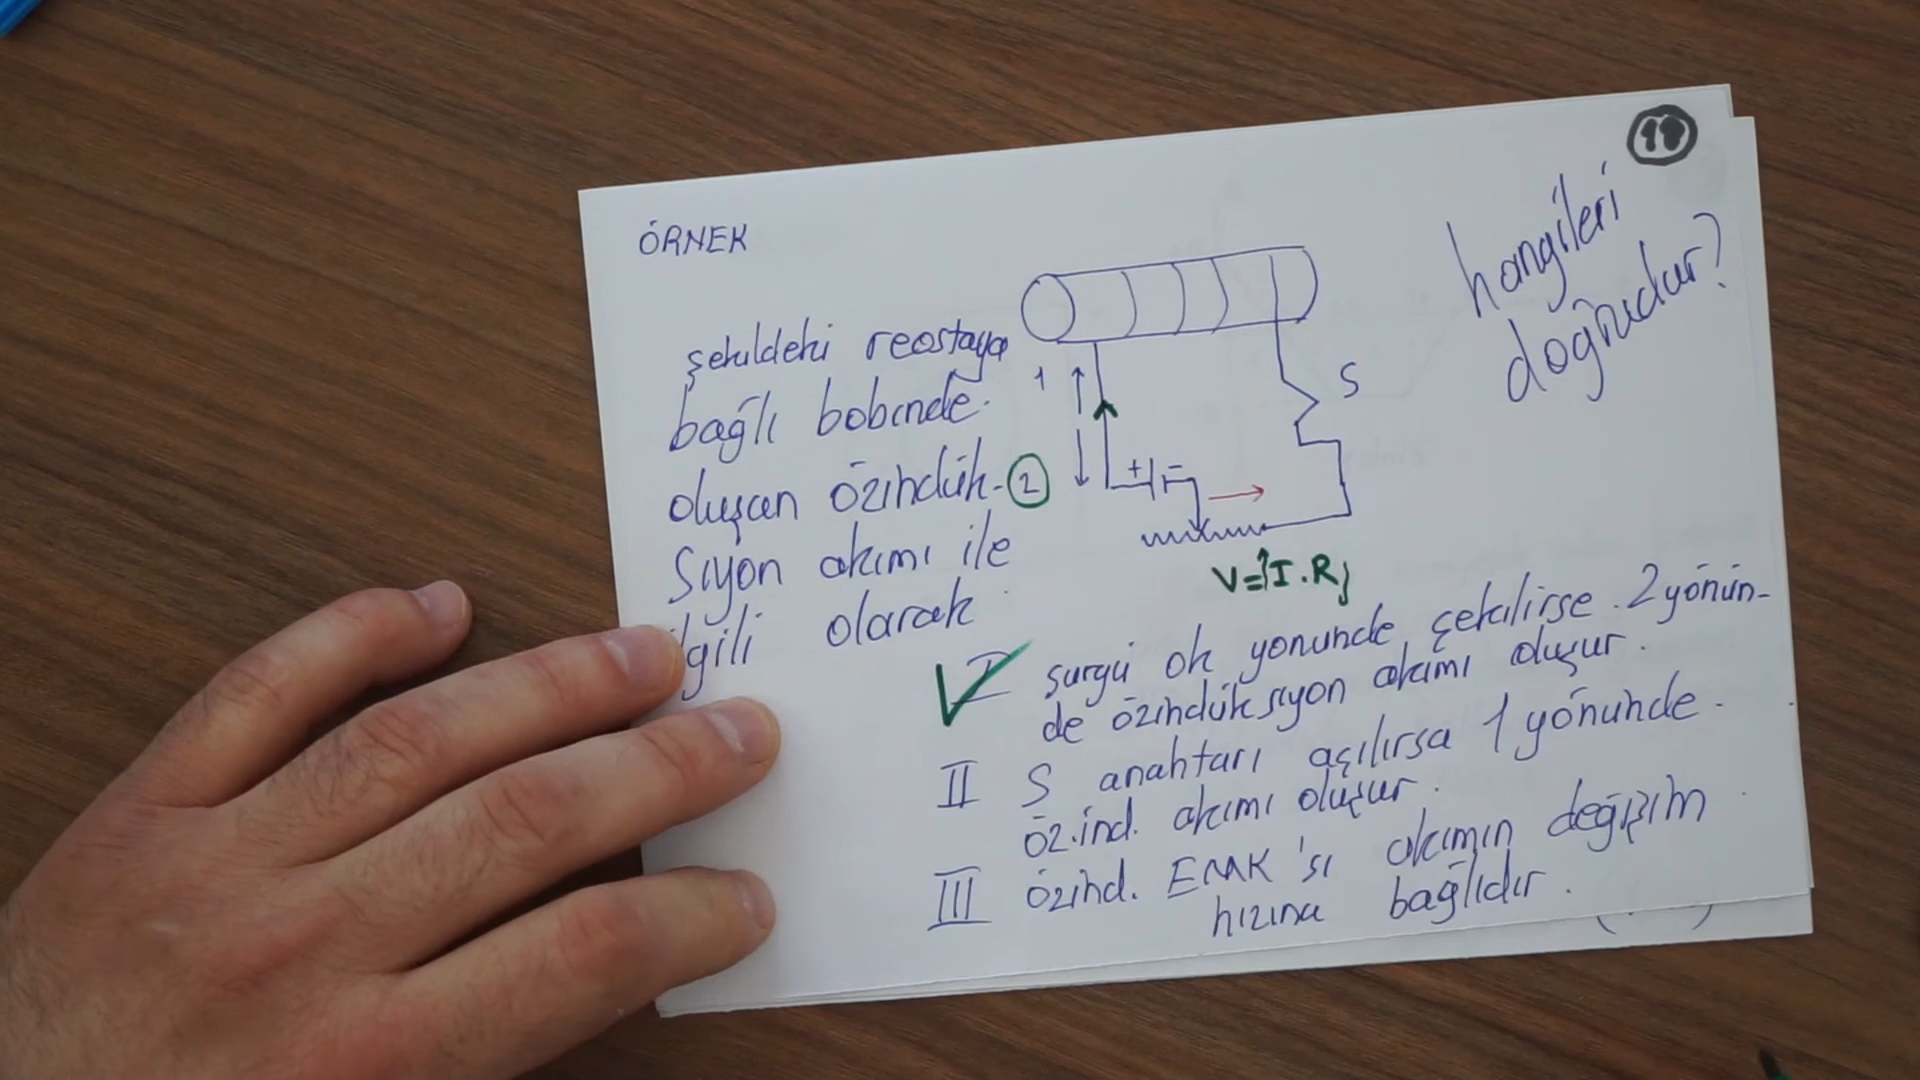 ÖRNEK
11
hangileri
doğrudur?
şekildeki reostaya
bağlı bobinde
oluşan özindük-
siyon akımı ile
ilgili olarak
1
2
S
+ -
V=I.R
I sürgü ok yönünde çekilirse 2 yönün-
de özindüksiyon akımı oluşur.
II S anahtarı açılırsa 1 yönünde
öz.ind. akımı oluşur.
III özind. EMK'sı akımın değişim
hızına bağlıdır.